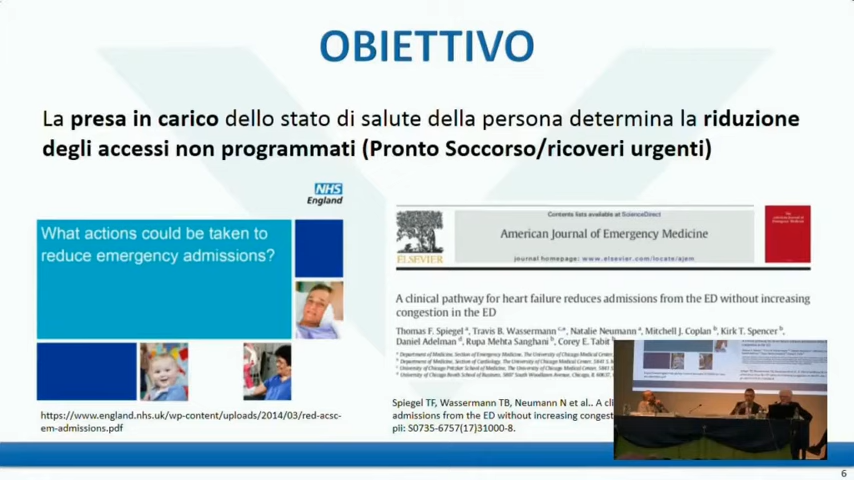 OBIETTIVO
La presa in carico dello stato di salute della persona determina la riduzione
degli accessi non programmati (Pronto Soccorso/ricoveri urgenti)
NHS
England
What actions could be taken to
reduce emergency admissions?
https://www.england.nhs.uk/wp-content/uploads/2014/03/red-acsc-
em-admissions.pdf
Contents lists available at ScienceDirect
American Journal of Emergency Medicine
journal homepage: www.elsevier.com/locate/ajem
ELSEVIER
A clinical pathway for heart failure reduces admissions from the ED without increasing
congestion in the ED
Thomas F. Spiegel a, Travis B. Wassermann c,*, Natalie Neumann a, Mitchell J. Coplan b, Kirk T. Spencer b,
Daniel Adelman d, Rupa Mehta Sanghani b, Corey E. Tabit
Spiegel TF, Wassermann TB, Neumann N et al.. A cli
admissions from the ED without increasing congest
pii: S0735-6757(17)31000-8.
6